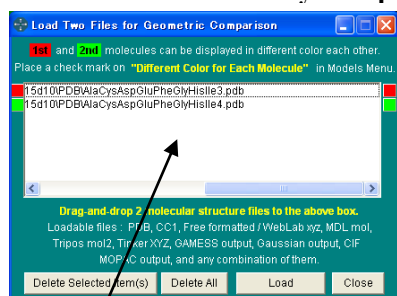 Load Two Files for Geometric Comparison
1st and 2nd molecules can be displayed in different color each other.
Place a check mark on "Different Color for Each Molecule" in Models Menu.
15d10\PDB\AlaCysAspGluPheGlyHisIle3.pdb
15d10\PDB\AlaCysAspGluPheGlyHisIle4.pdb
Drag-and-drop 2 molecular structure files to the above box.
Loadable files : PDB, CC1, Free formatted / WebLab xyz, MDL mol,
Tripos mol2, Tinker XYZ, GAMESS output, Gaussian output, CIF
MOPAC output, and any combination of them.
Delete Selected Item(s) Delete All Load Close